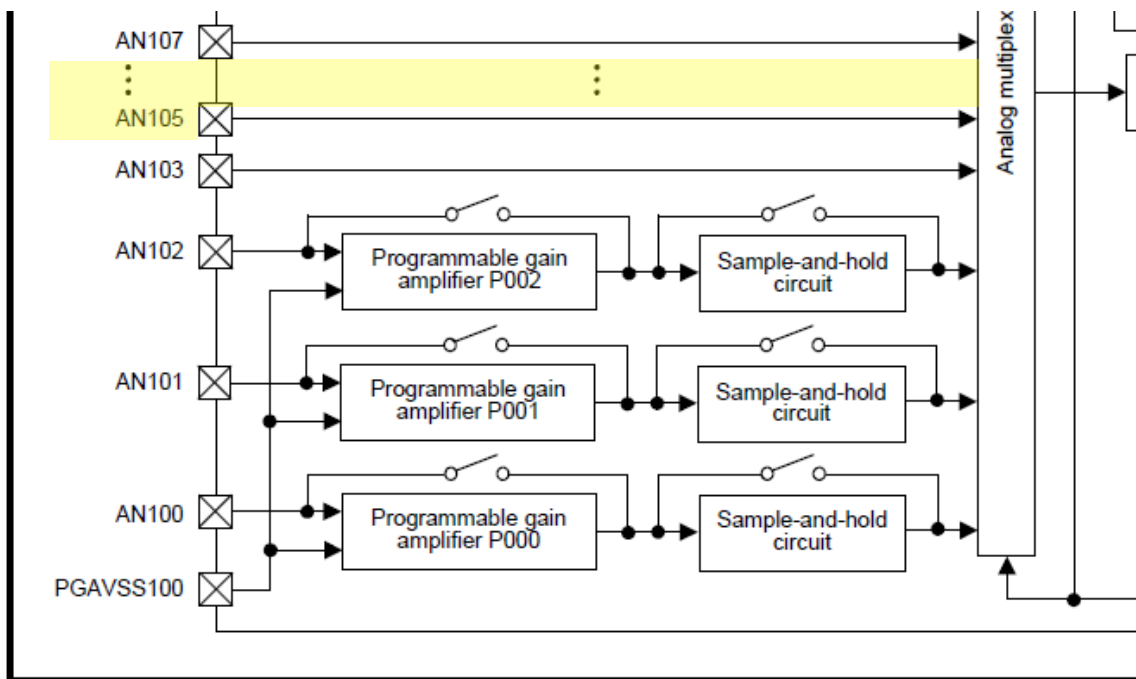 AN107
AN105
AN103
AN102
Programmable gain
amplifier P002
Sample-and-hold
circuit
AN101
Programmable gain
amplifier P001
Sample-and-hold
circuit
AN100
Programmable gain
amplifier P000
Sample-and-hold
circuit
PGAVSS100
Analog multiplex